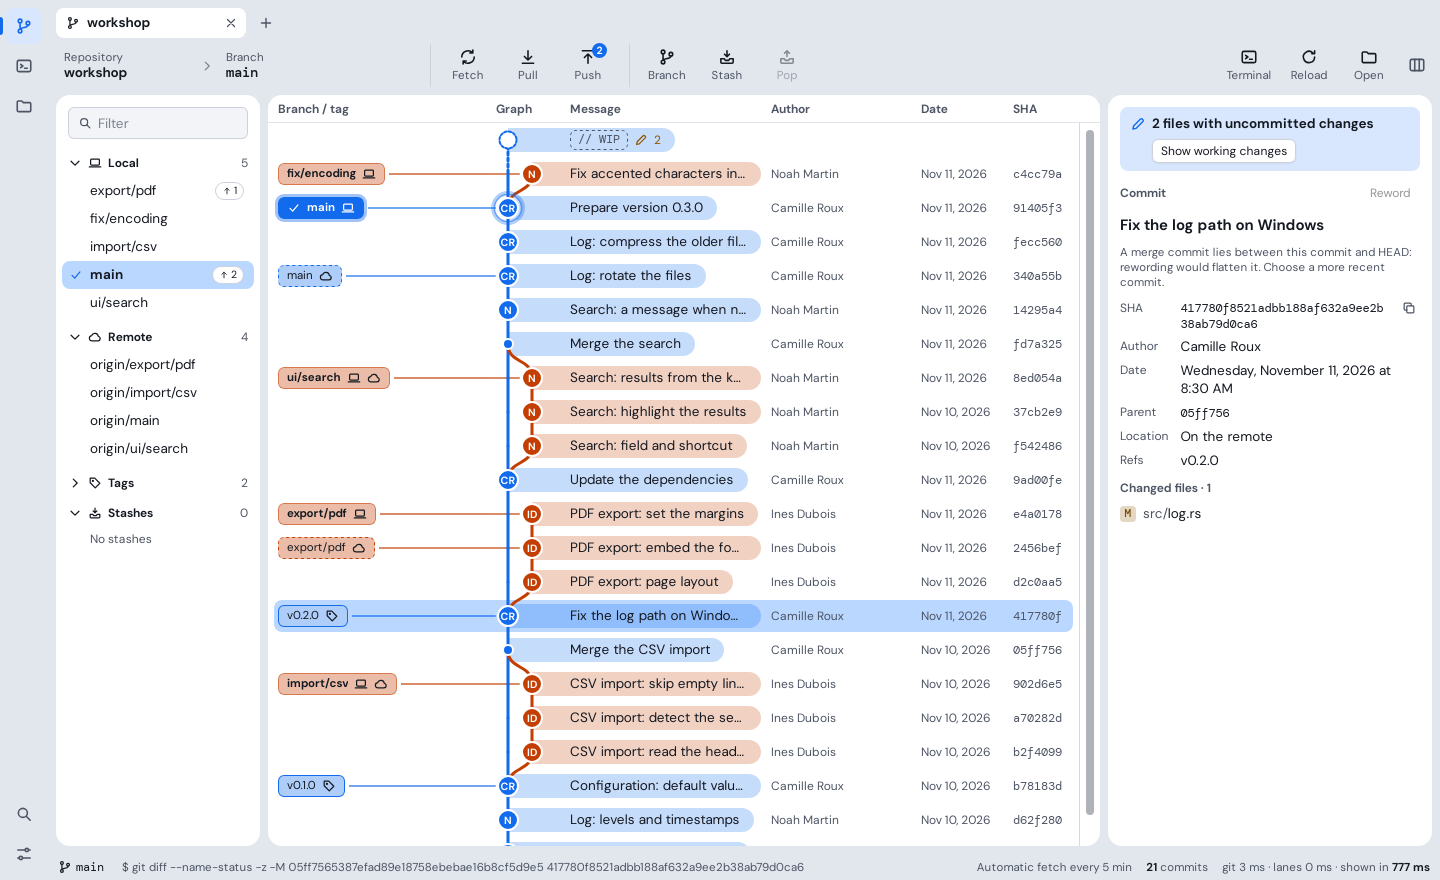 workshop
Repository
workshop
Branch
main
Fetch
Pull
2
Push
Branch
Stash
Pop
Terminal
Reload
Open
Filter
Local 5
export/pdf 1
fix/encoding
import/csv
main 2
ui/search
Remote 4
origin/export/pdf
origin/import/csv
origin/main
origin/ui/search
Tags 2
Stashes 0
No stashes
Branch / tag Graph Message Author Date SHA
// WIP 2
fix/encoding N Fix accented characters in... Noah Martin Nov 11, 2026 c4cc79a
main CR Prepare version 0.3.0 Camille Roux Nov 11, 2026 91405f3
CR Log: compress the older fil... Camille Roux Nov 11, 2026 fecc560
main CR Log: rotate the files Camille Roux Nov 11, 2026 340a55b
N Search: a message when n... Camille Roux Nov 11, 2026 14295a4
Merge the search Camille Roux Nov 11, 2026 fd7a325
ui/search N Search: results from the k... Noah Martin Nov 11, 2026 8ed054a
N Search: highlight the results Noah Martin Nov 10, 2026 37cb2e9
N Search: field and shortcut Noah Martin Nov 10, 2026 f542486
CR Update the dependencies Camille Roux Nov 11, 2026 9ad00fe
export/pdf ID PDF export: set the margins Ines Dubois Nov 11, 2026 e4a0178
export/pdf ID PDF export: embed the fo... Ines Dubois Nov 11, 2026 2456bef
ID PDF export: page layout Ines Dubois Nov 11, 2026 d2c0aa5
v0.2.0 CR Fix the log path on Windo... Camille Roux Nov 11, 2026 417780f
Merge the CSV import Camille Roux Nov 10, 2026 05ff756
import/csv ID CSV import: skip empty lin... Ines Dubois Nov 10, 2026 902d6e5
ID CSV import: detect the se... Ines Dubois Nov 10, 2026 a70282d
ID CSV import: read the head... Ines Dubois Nov 10, 2026 b2f4099
v0.1.0 CR Configuration: default valu... Camille Roux Nov 10, 2026 b78183d
N Log: levels and timestamps Noah Martin Nov 10, 2026 d62f280
2 files with uncommitted changes
Show working changes
Commit Reword
Fix the log path on Windows
A merge commit lies between this commit and HEAD:
rewording would flatten it. Choose a more recent
commit.
SHA 417780f8521adbb188af632a9ee2b
38ab79d0ca6
Author Camille Roux
Date Wednesday, November 11, 2026 at
8:30 AM
Parent 05ff756
Location On the remote
Refs v0.2.0
Changed files · 1
M src/log.rs
main $ git diff --name-status -z -M 05ff7565387efad89e18758ebebae16b8cf5d9e5 417780f8521adbb188af632a9ee2b38ab79d0ca6 Automatic fetch every 5 min 21 commits git 3 ms · lanes 0 ms · shown in 777 ms